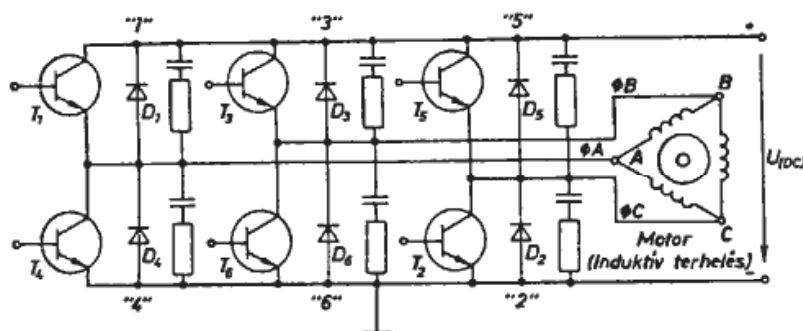 "1" "3" "5" +
T1 D1 T3 D3 T5 D5
ΦB B
ΦA A
U(DC)
ΦC C
T4 D4 T6 D6 T2 D2
Motor
(Induktív terhelés)
"4" "6" "2" -